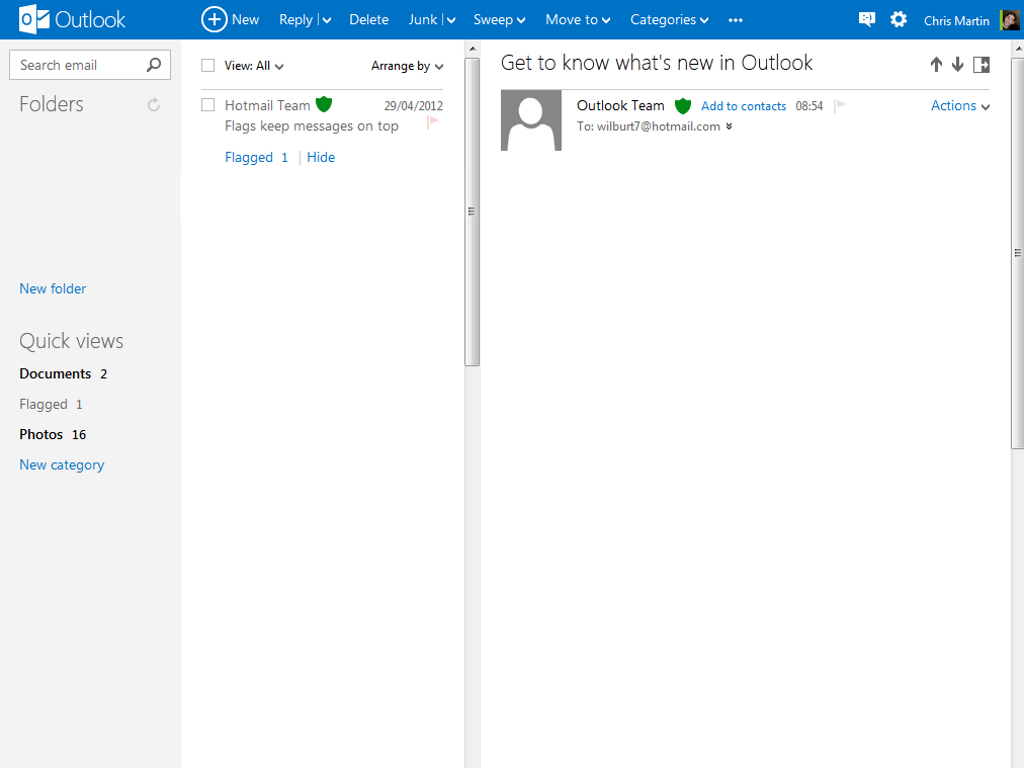 Outlook New Reply Delete Junk Sweep Move to Categories ••• Chris Martin
Search email
Folders
New folder
Quick views
Documents 2
Flagged 1
Photos 16
New category
View: All Arrange by
Hotmail Team 29/04/2012
Flags keep messages on top
Flagged 1 Hide
Get to know what's new in Outlook
Outlook Team Add to contacts 08:54 Actions
To: wilburt7@hotmail.com